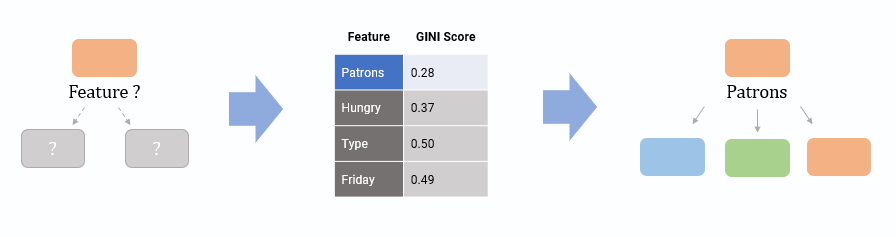 Feature ?
?
?
Feature GINI Score
Patrons 0.28
Hungry 0.37
Type 0.50
Friday 0.49
Patrons